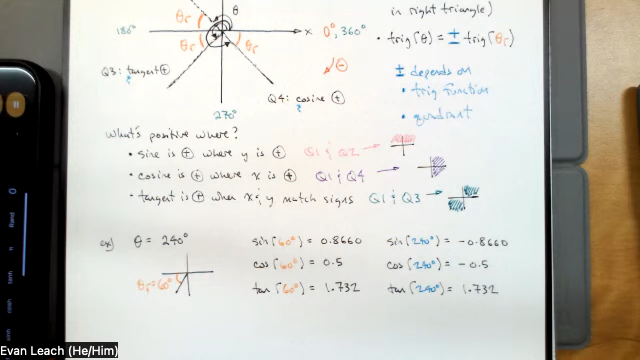 θ
in right triangle)
θr
180°
x 0°, 360°
θr
θr
• trig(θ) = ± trig(θr)
Q3: tangent ⊕
⊖
Q4: cosine ⊕
± depends on
• trig function
• quadrant
270°
What's positive where?
• sine is ⊕ where y is ⊕ Q1 & Q2
• cosine is ⊕ where x is ⊕ Q1 & Q4
• tangent is ⊕ when x & y match signs Q1 & Q3
ex) θ = 240°
sin(60°) = 0.8660
sin(240°) = -0.8660
cos(60°) = 0.5
cos(240°) = -0.5
θr=60°
tan(60°) = 1.732
tan(240°) = 1.732
0
Rand
tanh
Evan Leach (He/Him)